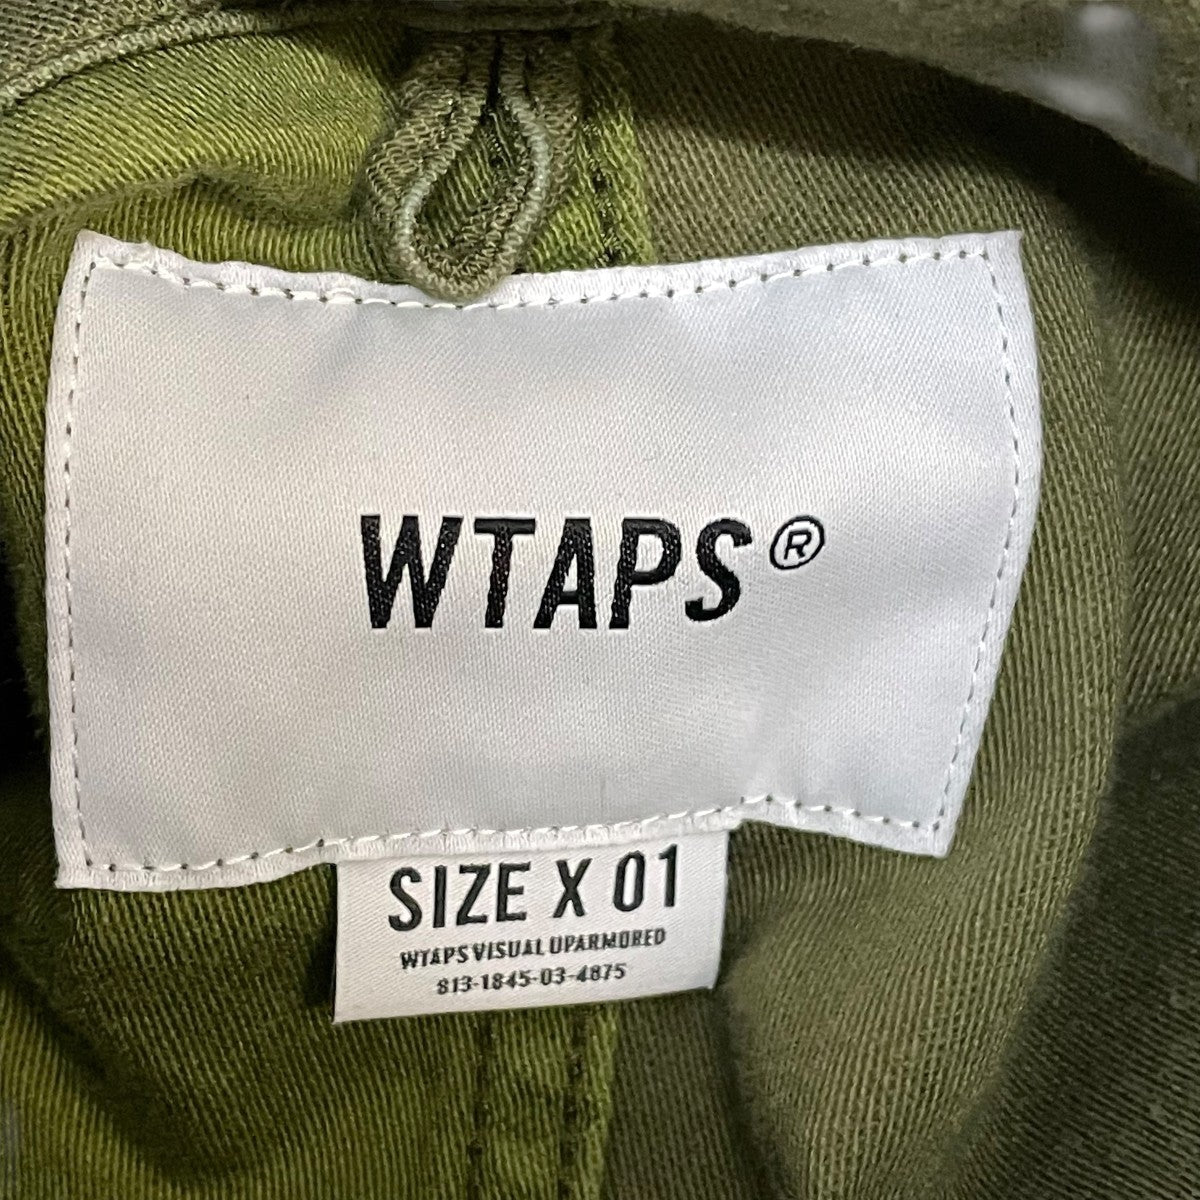 WTAPS®
SIZE X 01
WTAPS VISUAL UPARMORED
813-1845-03-4875